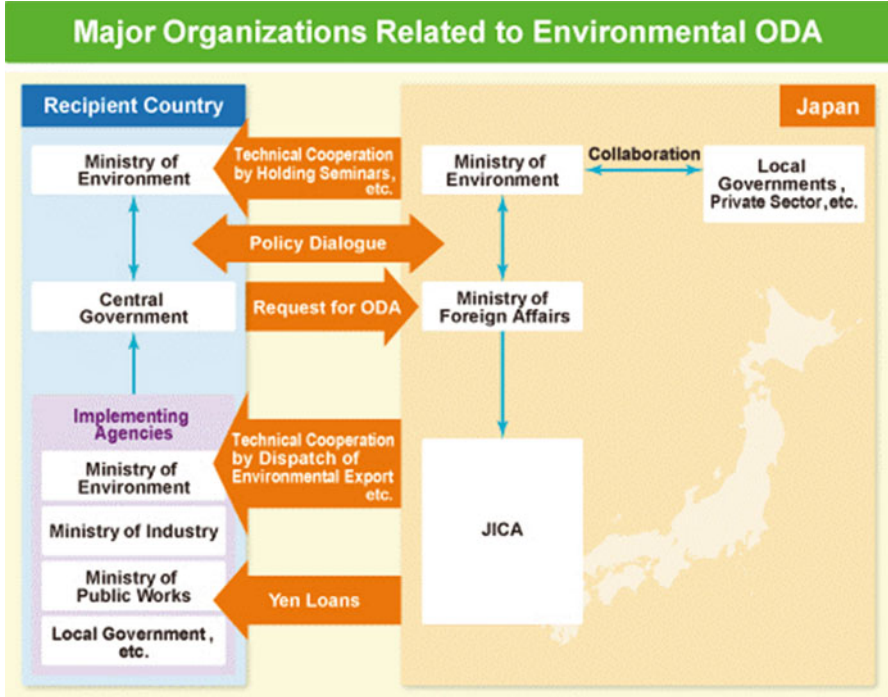 Major Organizations Related to Environmental ODA
Recipient Country
Japan
Ministry of
Environment
Technical Cooperation
by Holding Seminars,
etc.
Ministry of
Environment
Collaboration
Local
Governments,
Private Sector, etc.
Policy Dialogue
Central
Government
Request for ODA
Ministry of
Foreign Affairs
Implementing
Agencies
Ministry of
Environment
Ministry of Industry
Ministry of
Public Works
Local Government,
etc.
Technical Cooperation
by Dispatch of
Environmental Export
etc.
Yen Loans
JICA